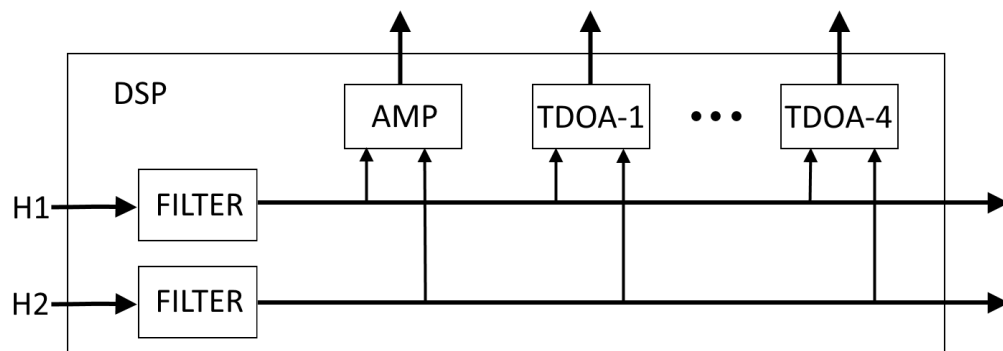 DSP
AMP
TDOA-1
TDOA-4
H1
FILTER
H2
FILTER